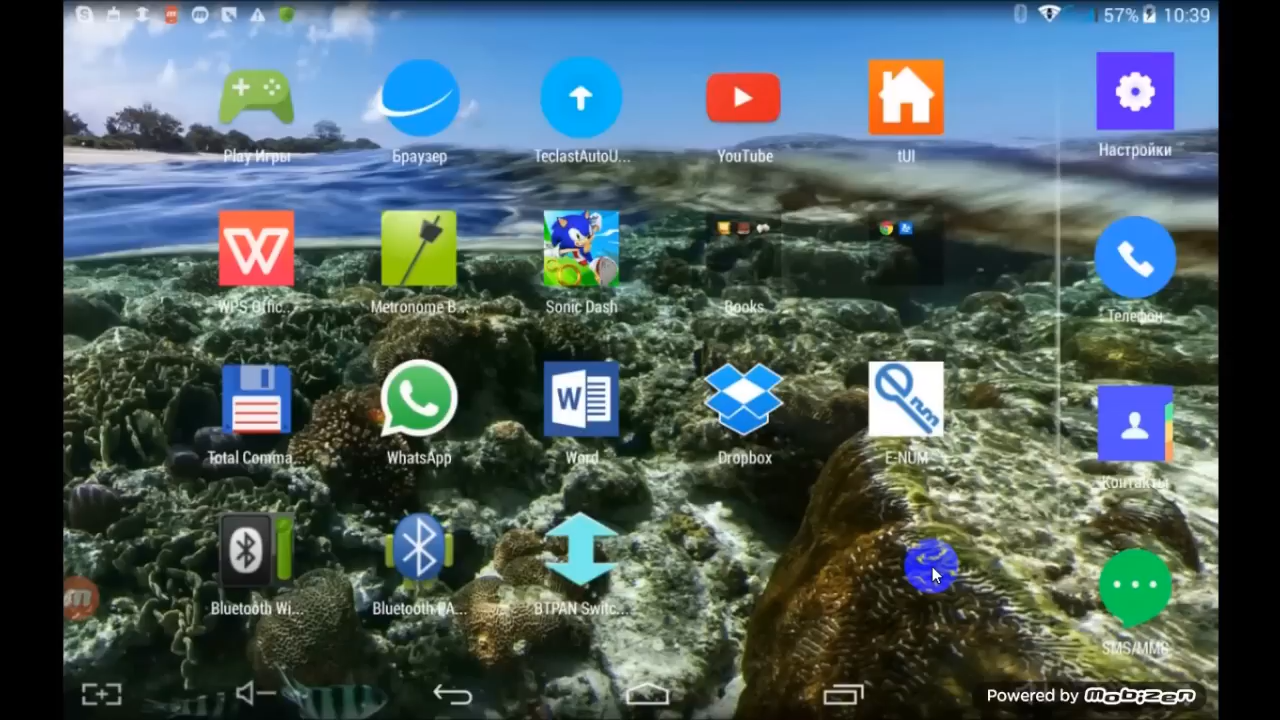 57% 10:39
Play Игры
Браузер
TeclastAutoU...
YouTube
tUI
Настройки
WPS Offic...
Metronome B...
Sonic Dash
Books
Телефон
Total Comma...
WhatsApp
W
Word
Dropbox
E-NUM
e-num
Контакты
Bluetooth Wi...
Bluetooth PA...
BTPAN Switc...
SMS/MMS
Powered by mobizen